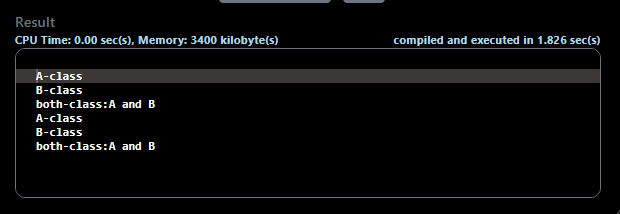 Result
CPU Time: 0.00 sec(s), Memory: 3400 kilobyte(s) compiled and executed in 1.826 sec(s)
A-class
B-class
both-class:A and B
A-class
B-class
both-class:A and B